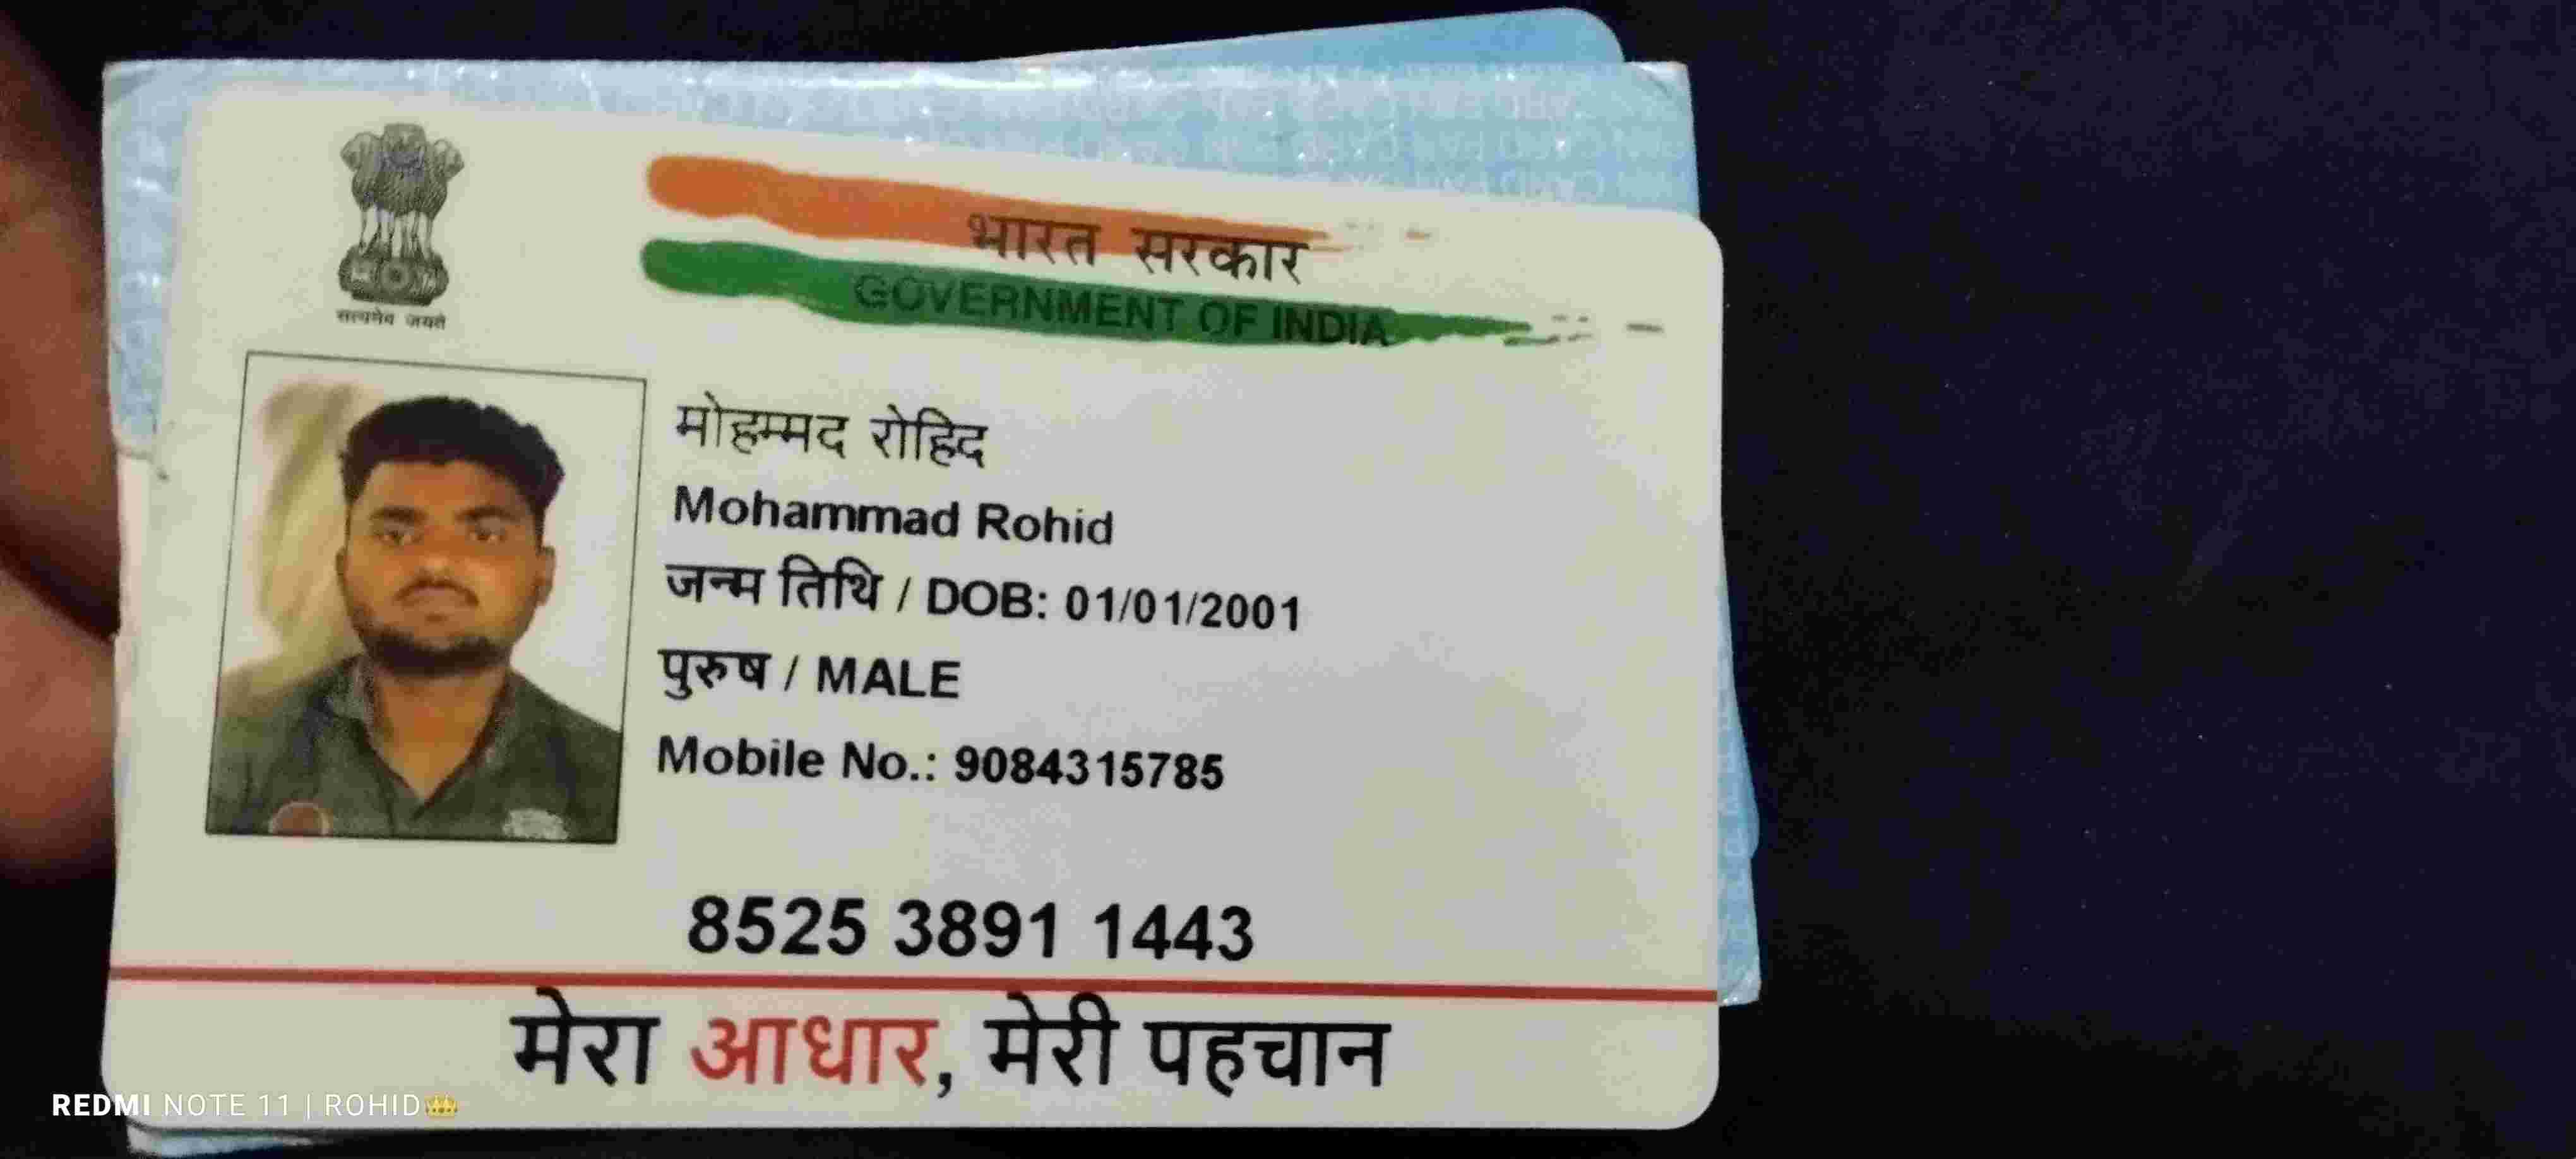 भारत सरकार
GOVERNMENT OF INDIA
सत्यमेव जयते
मोहम्मद रोहिद
Mohammad Rohid
जन्म तिथि / DOB: 01/01/2001
पुरुष / MALE
Mobile No.: 9084315785
8525 3891 1443
मेरा आधार, मेरी पहचान
REDMI NOTE 11 | ROHID👑